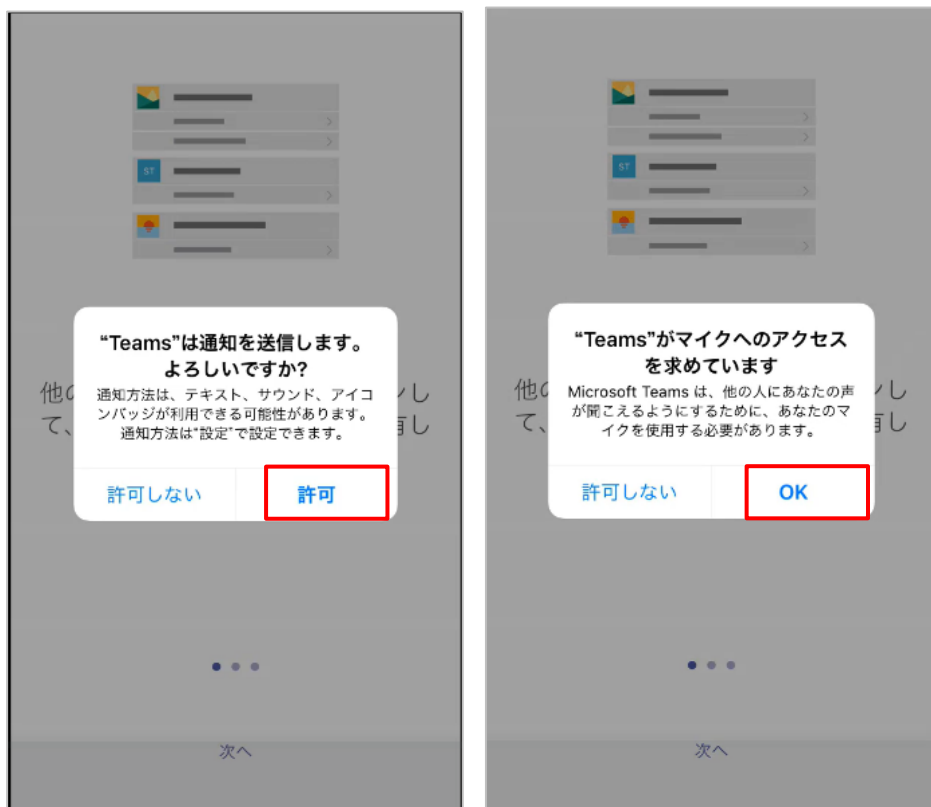 ST
"Teams"は通知を送信します。
よろしいですか?
通知方法は、テキスト、サウンド、アイコ
ンバッジが利用できる可能性があります。
通知方法は"設定"で設定できます。
他の
て、
許可しない
許可
次へ
ST
"Teams"がマイクへのアクセス
を求めています
Microsoft Teams は、他の人にあなたの声
が聞こえるようにするために、あなたのマ
イクを使用する必要があります。
他の
て、
許可しない
OK
次へ